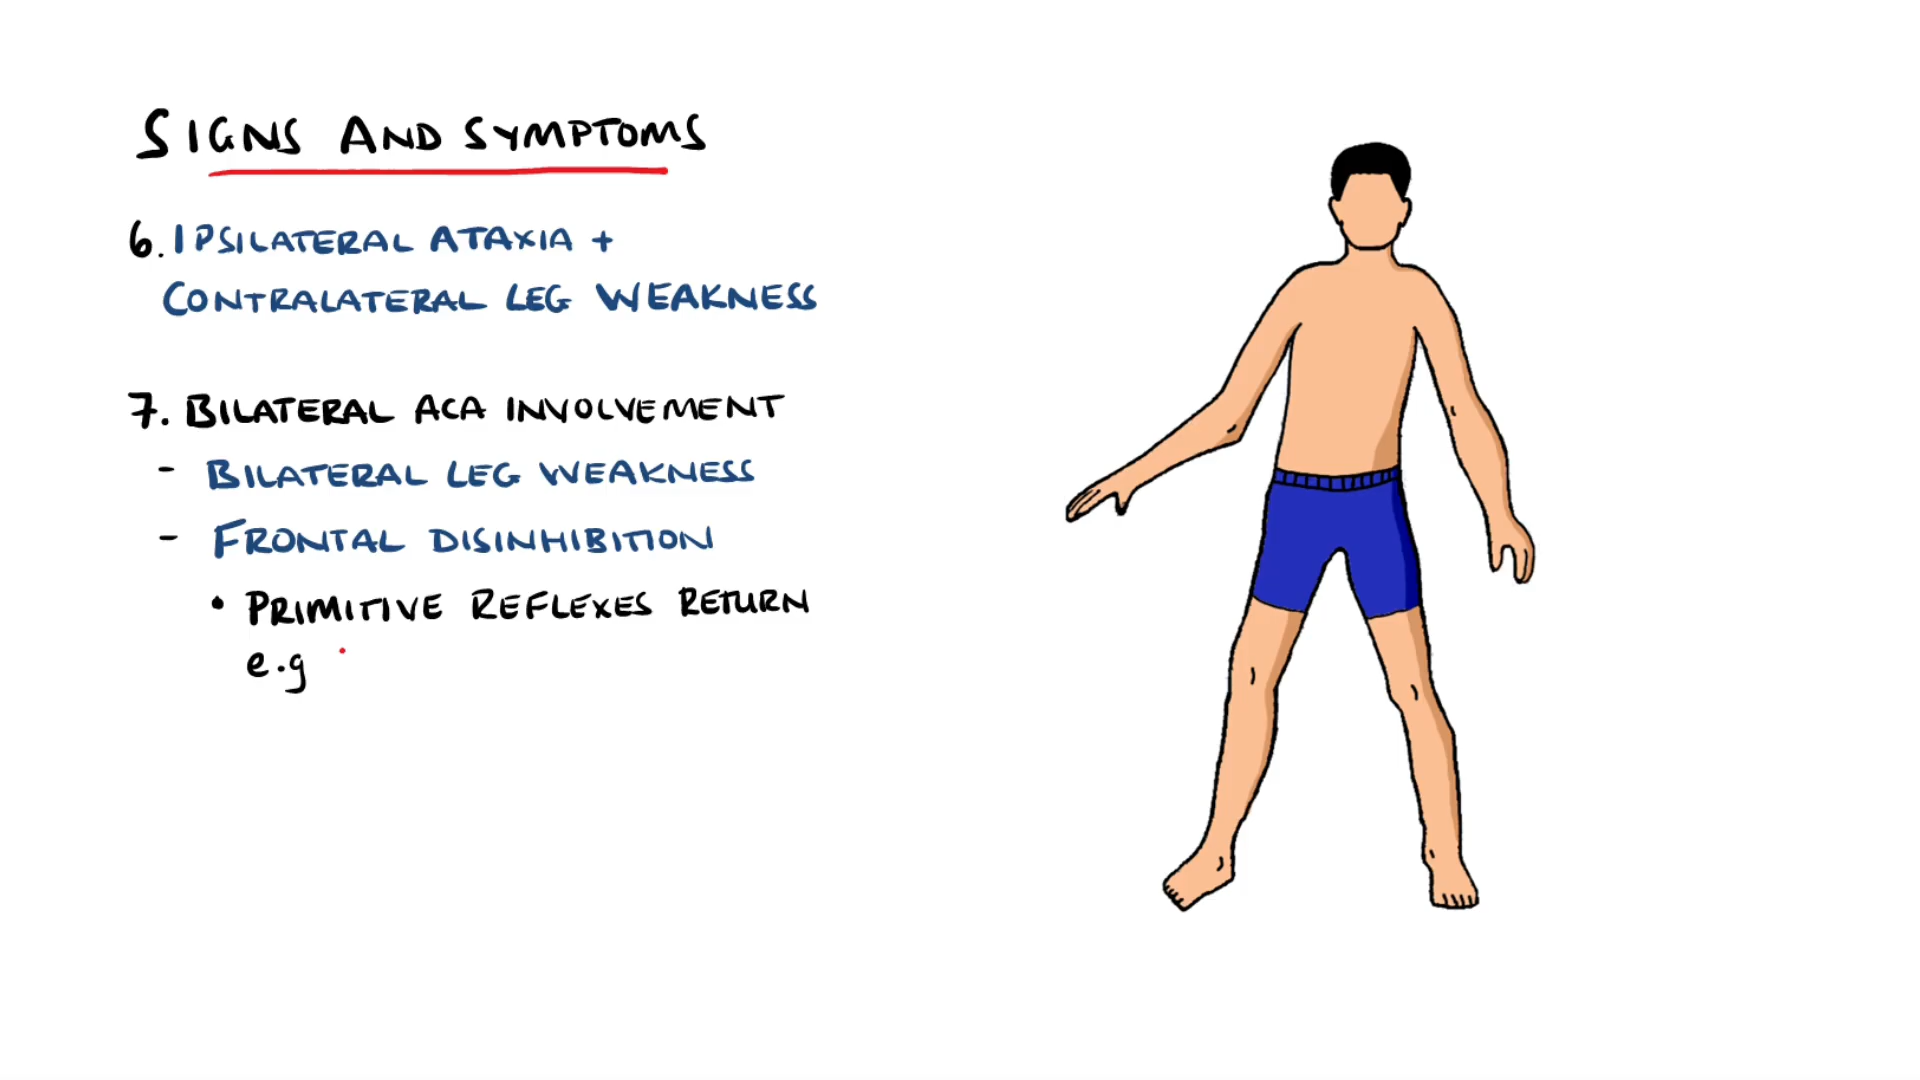 SIGNS AND SYMPTOMS
6. IPSILATERAL ATAXIA +
CONTRALATERAL LEG WEAKNESS
7. BILATERAL ACA INVOLVEMENT
- BILATERAL LEG WEAKNESS
- FRONTAL DISINHIBITION
• PRIMITIVE REFLEXES RETURN
e.g